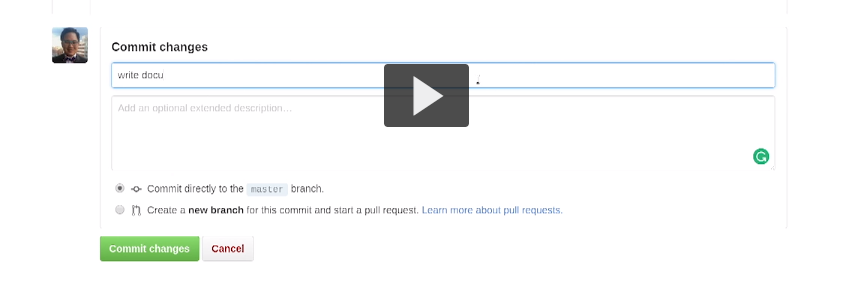 Commit changes
write docu
Add an optional extended description...
Commit directly to the master branch.
Create a new branch for this commit and start a pull request. Learn more about pull requests.
Commit changes Cancel